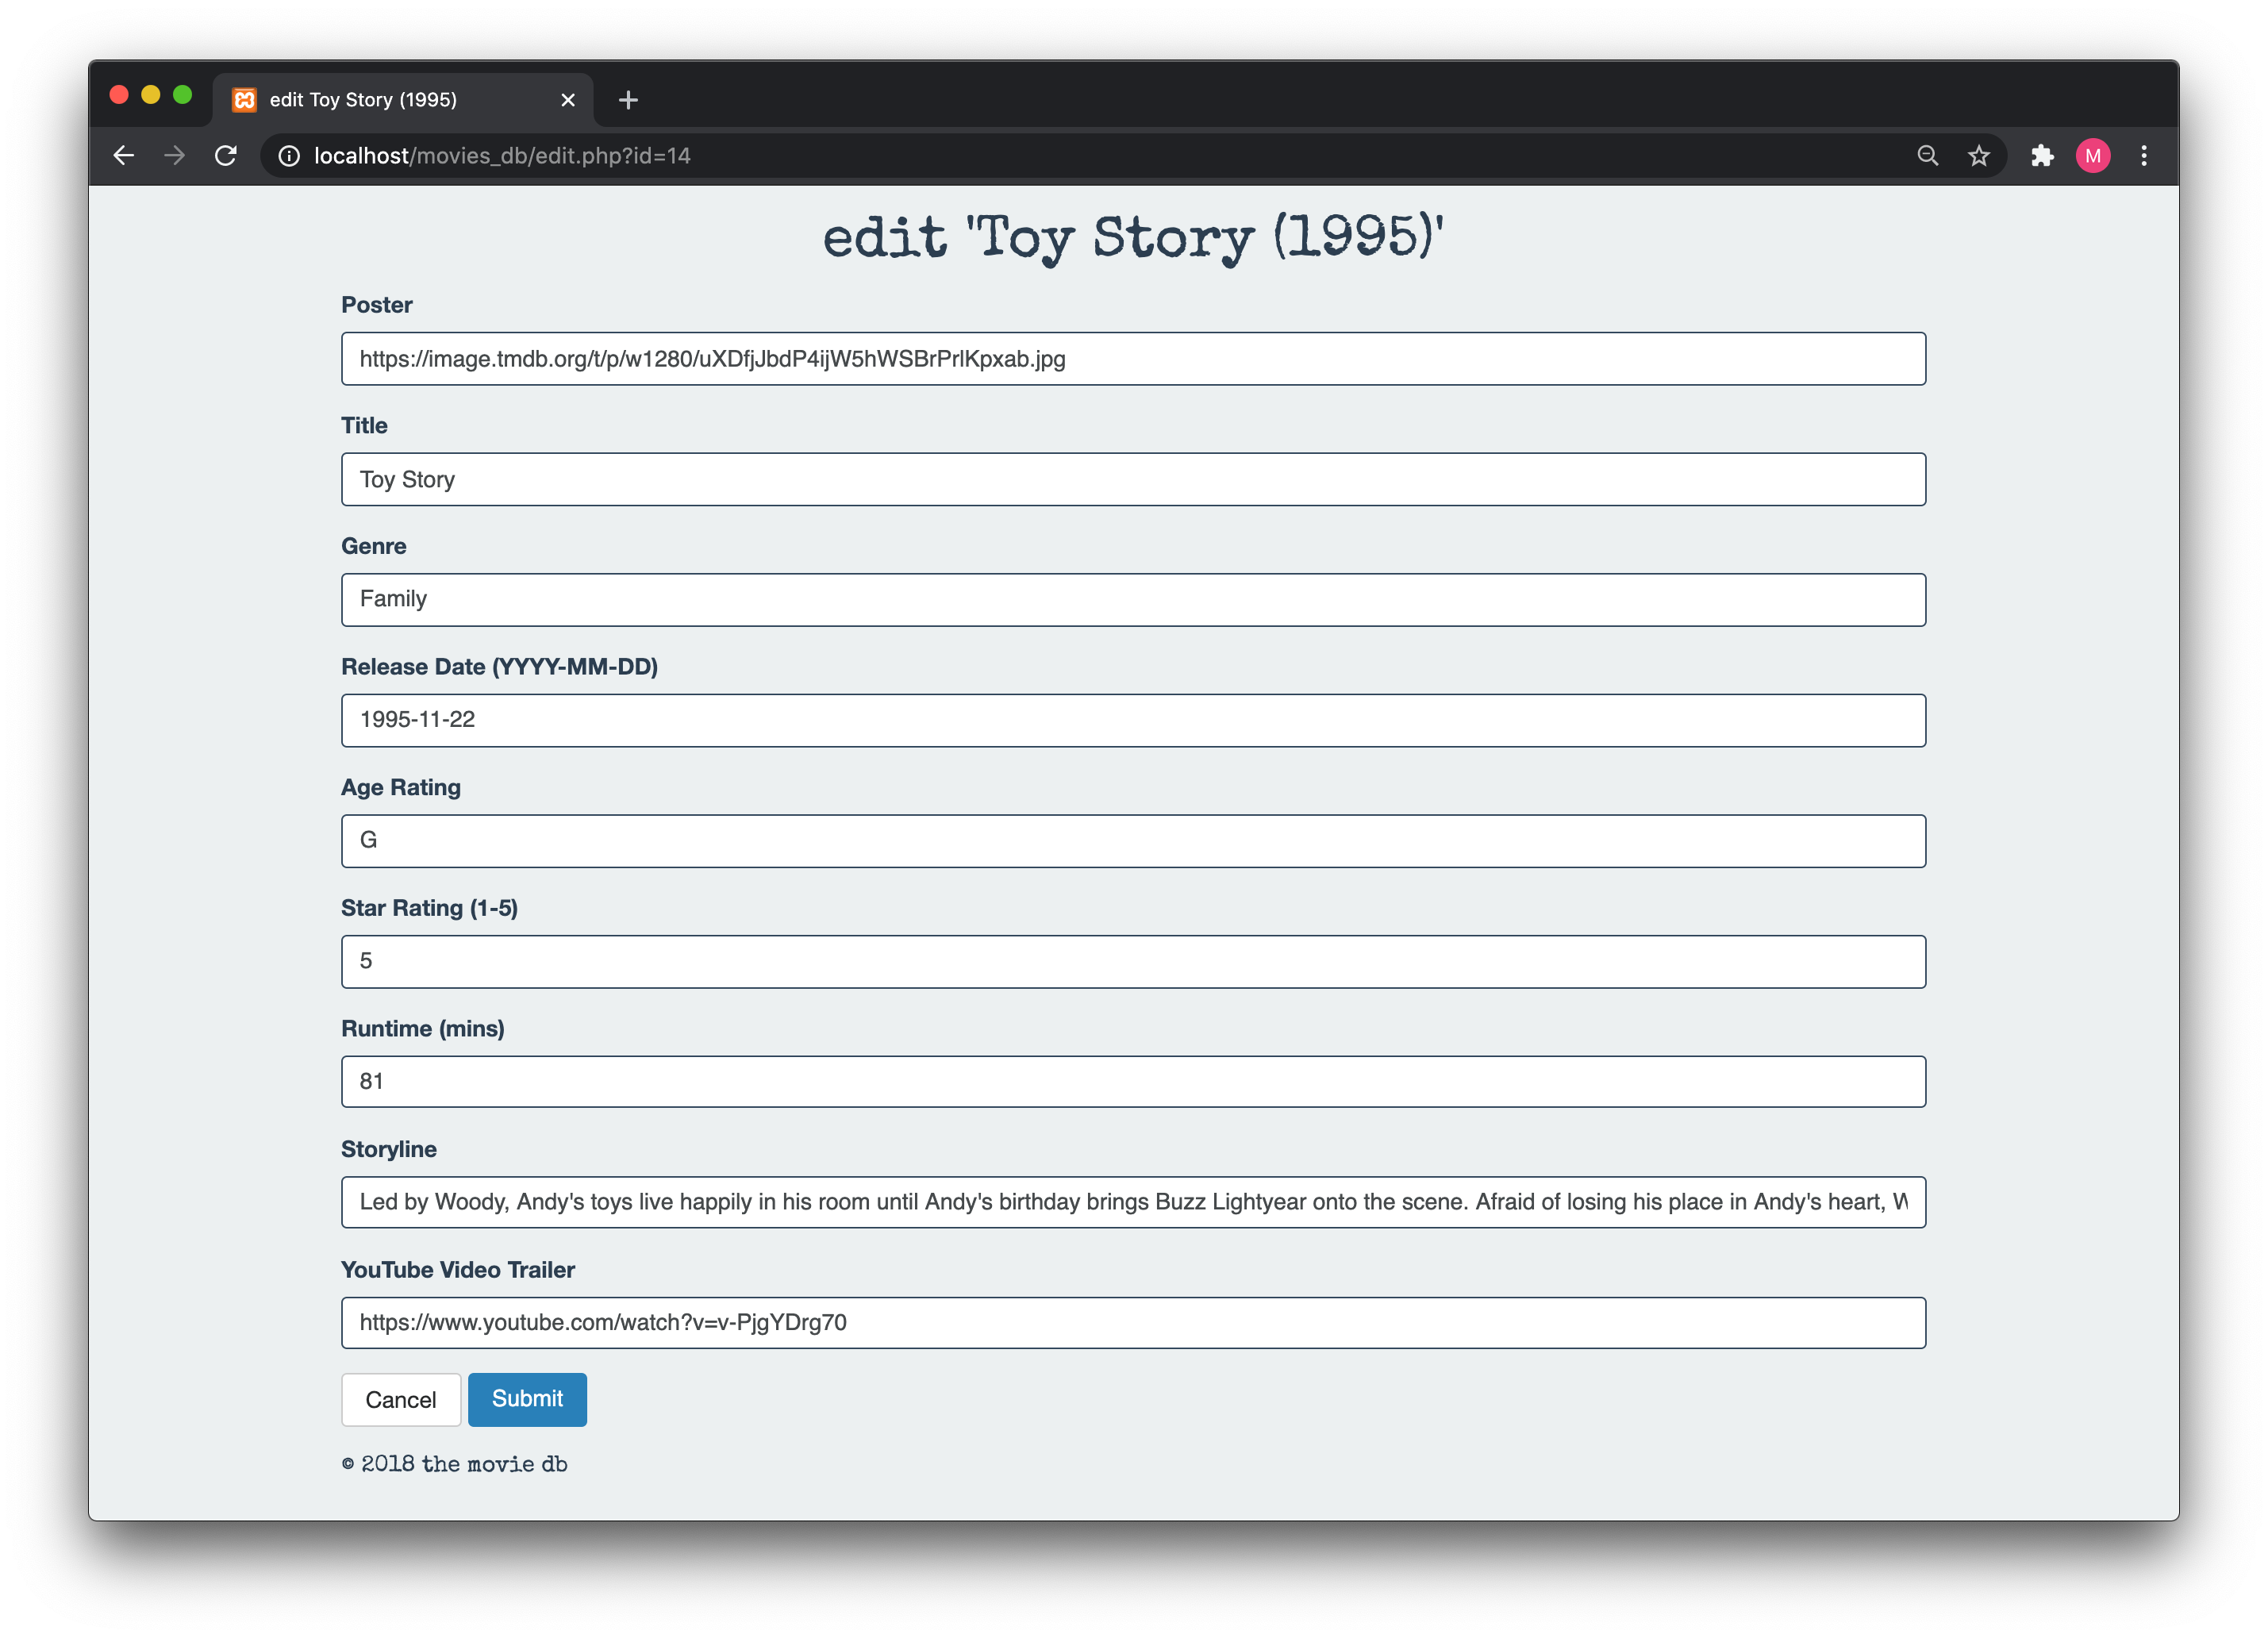 edit Toy Story (1995)
localhost/movies_db/edit.php?id=14
M
edit 'Toy Story (1995)'
Poster
https://image.tmdb.org/t/p/w1280/uXDfjJbdP4ijW5hWSBrPrlKpxab.jpg
Title
Toy Story
Genre
Family
Release Date (YYYY-MM-DD)
1995-11-22
Age Rating
G
Star Rating (1-5)
5
Runtime (mins)
81
Storyline
Led by Woody, Andy's toys live happily in his room until Andy's birthday brings Buzz Lightyear onto the scene. Afraid of losing his place in Andy's heart, W
YouTube Video Trailer
https://www.youtube.com/watch?v=v-PjgYDrg70
Cancel Submit
© 2018 the movie db